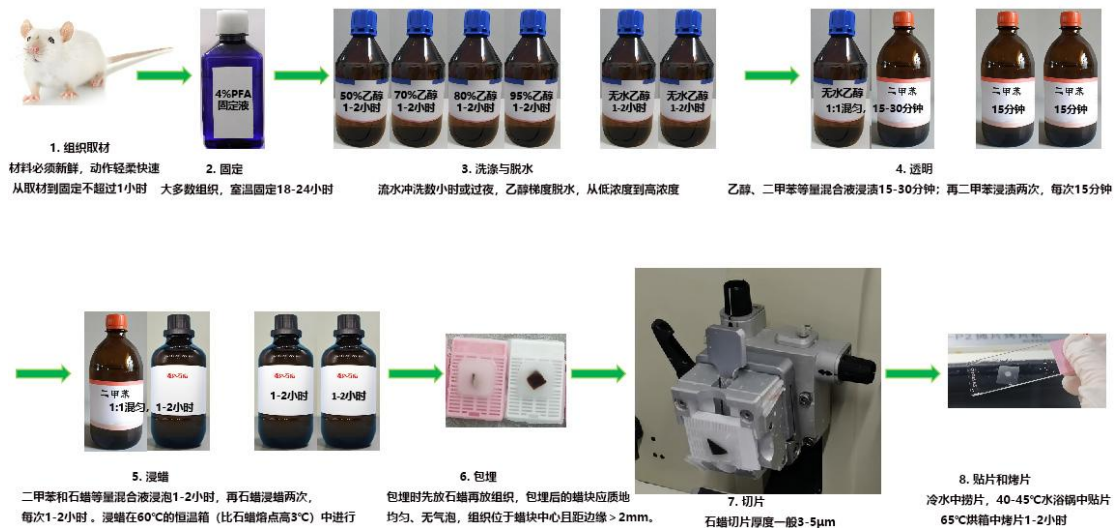 4%PFA
固定液
50%乙醇
1-2小时
70%乙醇
1-2小时
80%乙醇
1-2小时
95%乙醇
1-2小时
无水乙醇
1-2小时
无水乙醇
1-2小时
无水乙醇
二甲苯
1:1混匀，15-30分钟
二甲苯
15分钟
二甲苯
15分钟
1. 组织取材
材料必须新鲜，动作轻柔快速
从取材到固定不超过1小时
2. 固定
大多数组织，室温固定18-24小时
3. 洗涤与脱水
流水冲洗数小时或过夜，乙醇梯度脱水，从低浓度到高浓度
4. 透明
乙醇、二甲苯等量混合液浸渍15-30分钟；再二甲苯浸渍两次，每次15分钟
二甲苯
1:1混匀，1-2小时
1-2小时
1-2小时
5. 浸蜡
二甲苯和石蜡等量混合液浸泡1-2小时，再石蜡浸蜡两次，
每次1-2小时 。浸蜡在60℃的恒温箱（比石蜡熔点高3℃）中进行
6. 包埋
包埋时先放石蜡再放组织，包埋后的蜡块应质地
均匀、无气泡，组织位于蜡块中心且距边缘＞2mm。
7. 切片
石蜡切片厚度一般3-5μm
8. 贴片和烤片
冷水中捞片，40-45℃水浴锅中贴片
65℃烘箱中烤片1-2小时